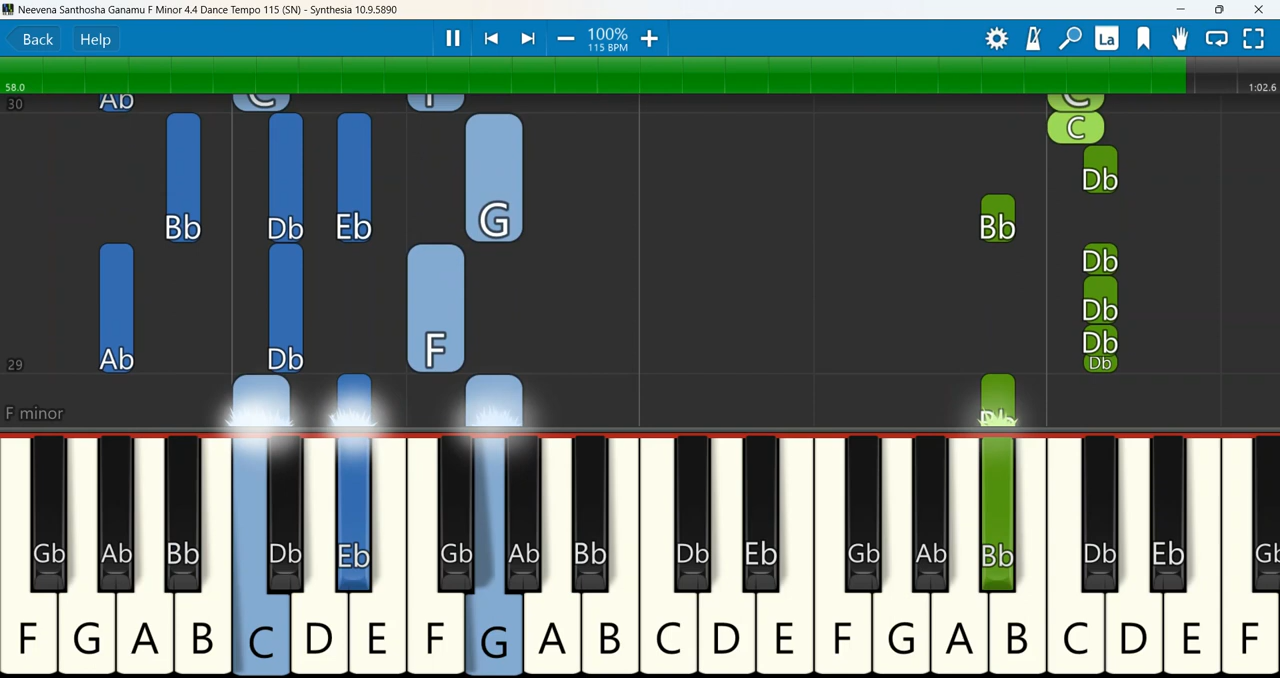 Neevena Santhosha Ganamu F Minor 4.4 Dance Tempo 115 (SN) - Synthesia 10.9.5890
Back Help 100% La
115 BPM
58.0 1:02.6
30 Ab C F C
C
Db
Bb Db Eb G Bb
Db
Db
Ab Db F Db
29 Db
F minor Bb
Gb Ab Bb Db Eb Gb Ab Bb Db Eb Gb Ab Bb Db Eb Gb
F G A B C D E F G A B C D E F G A B C D E F